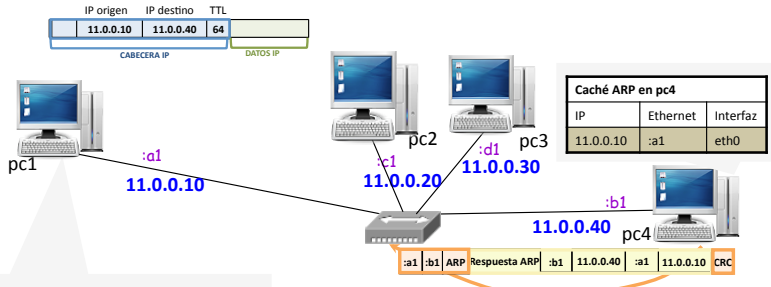 IP origen IP destino TTL
11.0.0.10 11.0.0.40 64
CABECERA IP DATOS IP
pc1
:a1
11.0.0.10
pc2
:c1
11.0.0.20
pc3
:d1
11.0.0.30
Caché ARP en pc4
IP Ethernet Interfaz
11.0.0.10 :a1 eth0
:b1
11.0.0.40
pc4
:a1 :b1 ARP Respuesta ARP :b1 11.0.0.40 :a1 11.0.0.10 CRC